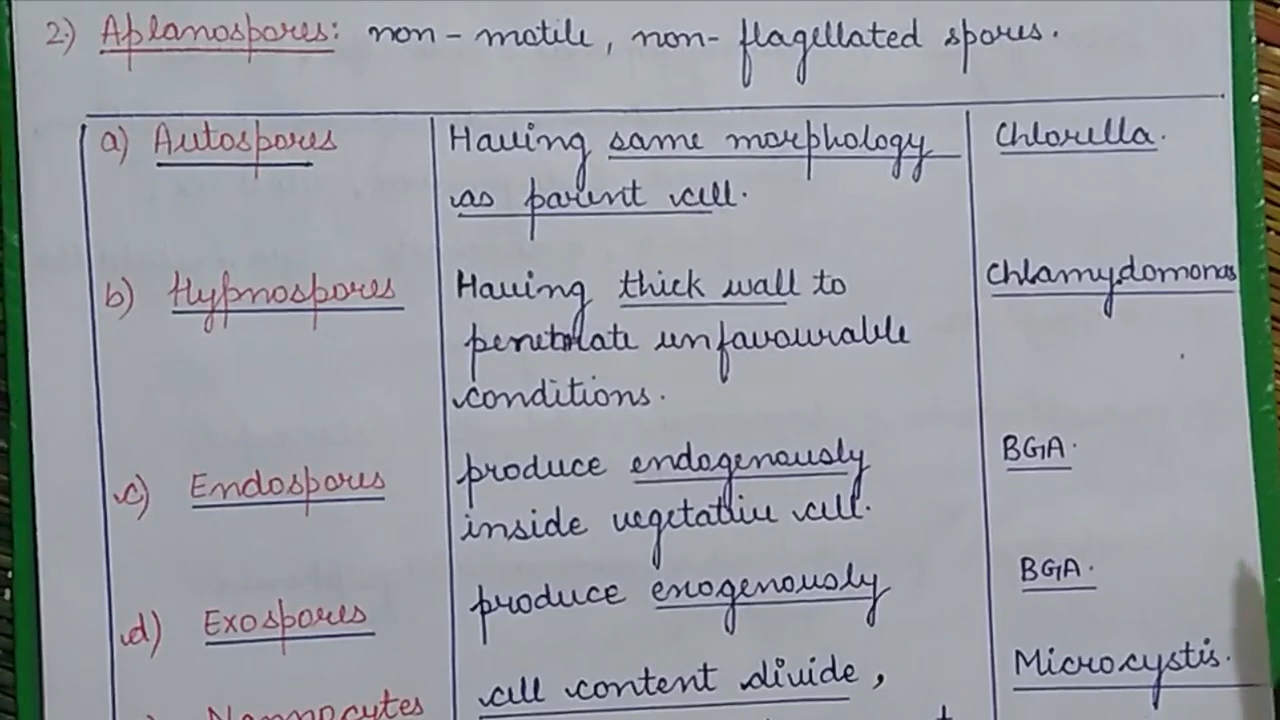 2.) Aplanospores: non-motile, non-flagellated spores.
a) Autospores
Having same morphology
as parent cell.
Chlorella.
b) Hypnospores
Having thick wall to
penetrate unfavourable
conditions.
Chlamydomonas
c) Endospores
produce endogenously
inside vegetative cell.
BGA.
d) Exospores
produce exogenously
BGA.
Nannocytes
cell content divide,
Microcystis.